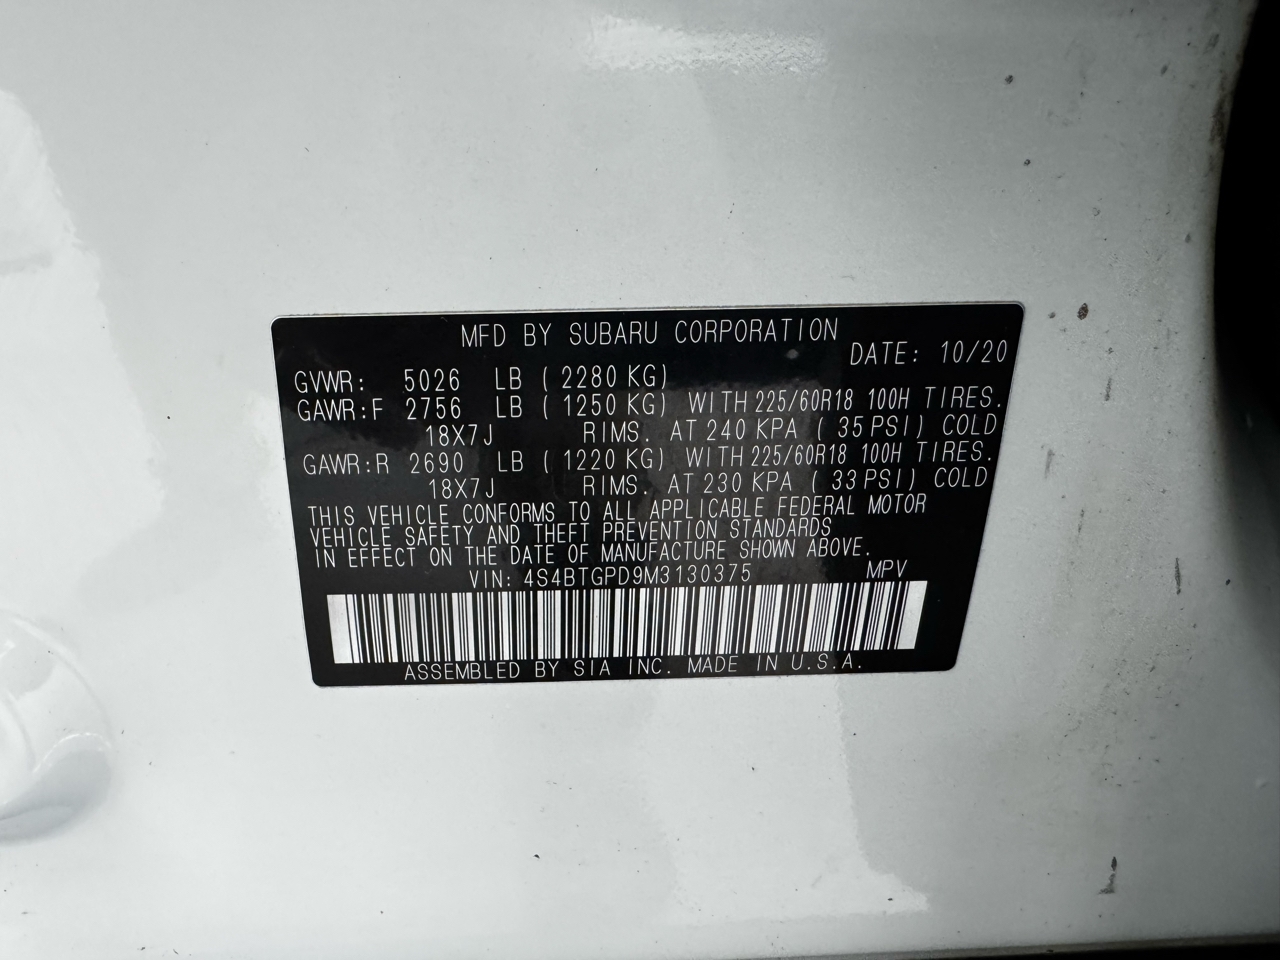 MFD BY SUBARU CORPORATION
DATE: 10/20
GVWR: 5026 LB ( 2280 KG)
GAWR:F 2756 LB ( 1250 KG) WITH 225/60R18 100H TIRES.
18X7J RIMS. AT 240 KPA ( 35 PSI) COLD
GAWR:R 2690 LB ( 1220 KG) WITH 225/60R18 100H TIRES.
18X7J RIMS. AT 230 KPA ( 33 PSI) COLD
THIS VEHICLE CONFORMS TO ALL APPLICABLE FEDERAL MOTOR
VEHICLE SAFETY AND THEFT PREVENTION STANDARDS
IN EFFECT ON THE DATE OF MANUFACTURE SHOWN ABOVE.
VIN: 4S4BTGPD9M3130375 MPV
ASSEMBLED BY SIA INC. MADE IN U.S.A.